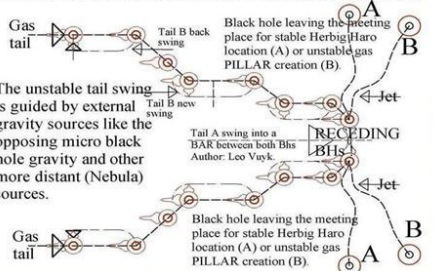 Gas
tail
Tail B back
swing
Black hole leaving the meeting
place for stable Herbig Haro
location (A) or unstable gas
PILLAR creation (B).
A
B
The unstable tail swing
is guided by external
gravity sources like the
opposing micro black
hole gravity and other
more distant (Nebula)
sources.
Tail B new
swing
Jet
Tail A swing into a
BAR between both Bhs
Author: Leo Vuyk.
RECEDING
BHs
Jet
Black hole leaving the meeting
place for stable Herbig Haro
location (A) or unstable gas
PILLAR creation (B).
Gas
tail
A
B